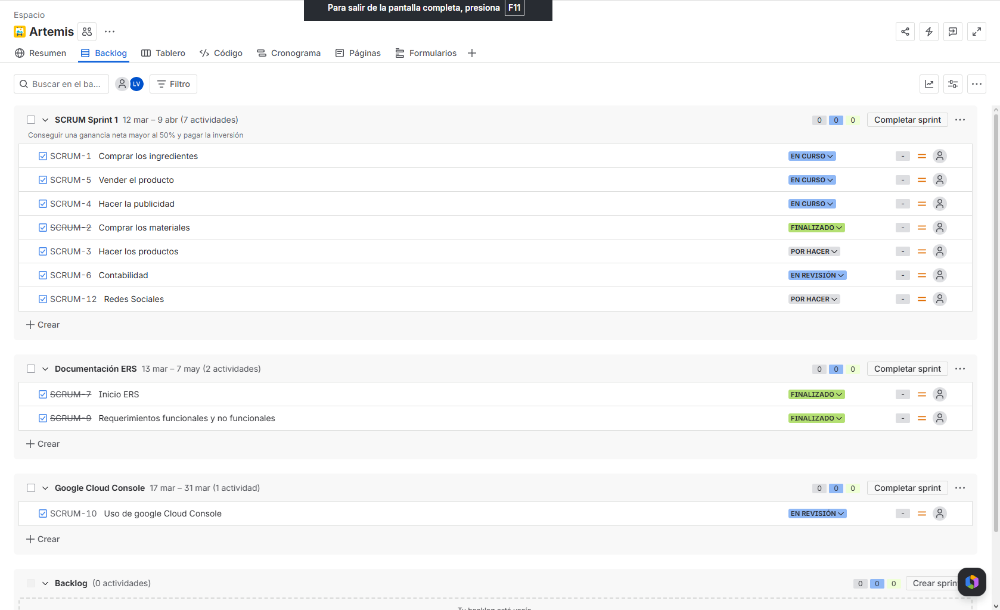 Para salir de la pantalla completa, presiona F11
Espacio
Artemis
Resumen Backlog Tablero Código Cronograma Páginas Formularios
Buscar en el ba... LV Filtro
SCRUM Sprint 1 12 mar – 9 abr (7 actividades) 0 0 0 Completar sprint
Conseguir una ganancia neta mayor al 50% y pagar la inversión
SCRUM-1 Comprar los ingredientes EN CURSO -
SCRUM-5 Vender el producto EN CURSO -
SCRUM-4 Hacer la publicidad EN CURSO -
SCRUM-2 Comprar los materiales FINALIZADO -
SCRUM-3 Hacer los productos POR HACER -
SCRUM-6 Contabilidad EN REVISIÓN -
SCRUM-12 Redes Sociales POR HACER -
Crear
Documentación ERS 13 mar – 7 may (2 actividades) 0 0 0 Completar sprint
SCRUM-7 Inicio ERS FINALIZADO -
SCRUM-9 Requerimientos funcionales y no funcionales FINALIZADO -
Crear
Google Cloud Console 17 mar – 31 mar (1 actividad) 0 0 0 Completar sprint
SCRUM-10 Uso de google Cloud Console EN REVISIÓN -
Crear
Backlog (0 actividades) 0 0 0 Crear sprin
Tu backlog está vacío